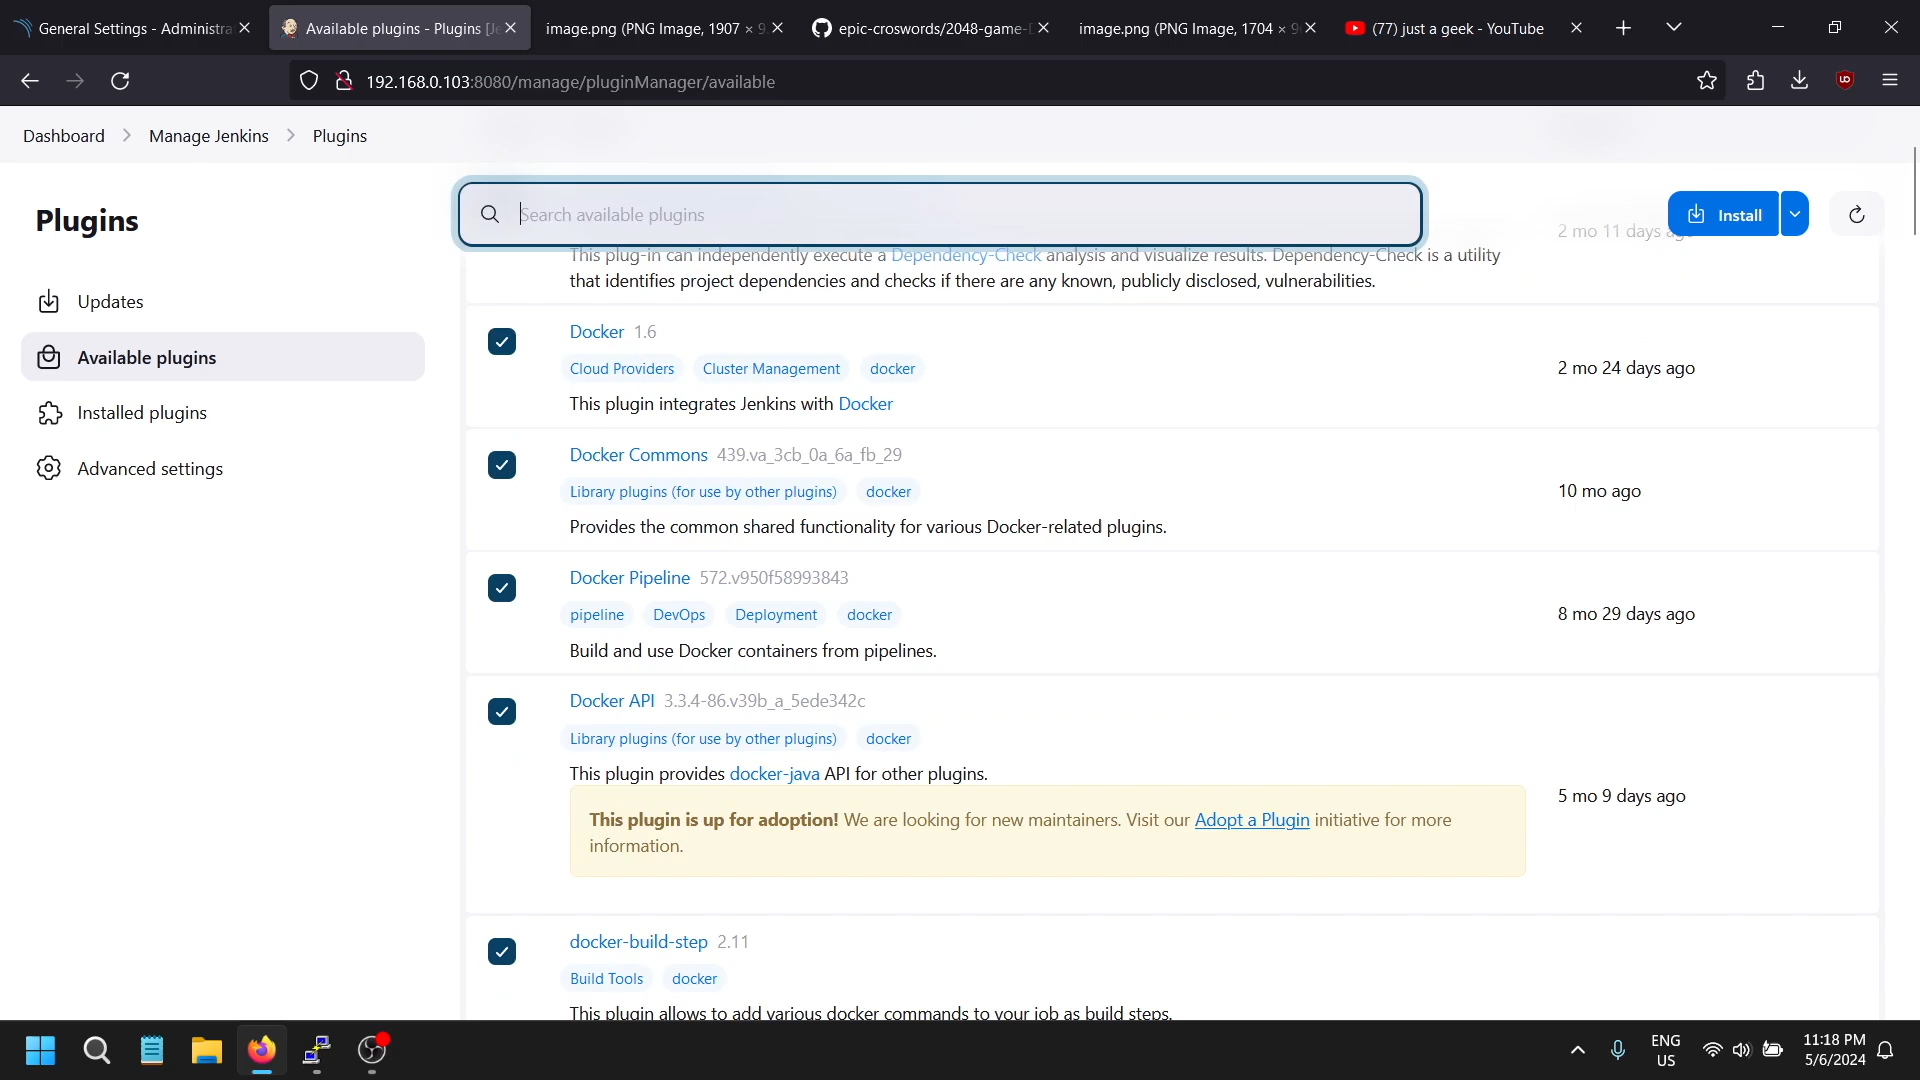 General Settings - Administra
Available plugins - Plugins [Je
image.png (PNG Image, 1907 × 9
epic-croswords/2048-game-D
image.png (PNG Image, 1704 × 9
(77) just a geek - YouTube
192.168.0.103:8080/manage/pluginManager/available
Dashboard
Manage Jenkins
Plugins
Plugins
Search available plugins
Install
2 mo 11 days ago
Updates
Available plugins
Installed plugins
Advanced settings
This plug-in can independently execute a Dependency-Check analysis and visualize results. Dependency-Check is a utility
that identifies project dependencies and checks if there are any known, publicly disclosed, vulnerabilities.
Docker 1.6
Cloud Providers Cluster Management docker
This plugin integrates Jenkins with Docker
2 mo 24 days ago
Docker Commons 439.va_3cb_0a_6a_fb_29
Library plugins (for use by other plugins) docker
Provides the common shared functionality for various Docker-related plugins.
10 mo ago
Docker Pipeline 572.v950f58993843
pipeline DevOps Deployment docker
Build and use Docker containers from pipelines.
8 mo 29 days ago
Docker API 3.3.4-86.v39b_a_5ede342c
Library plugins (for use by other plugins) docker
This plugin provides docker-java API for other plugins.
This plugin is up for adoption! We are looking for new maintainers. Visit our Adopt a Plugin initiative for more
information.
5 mo 9 days ago
docker-build-step 2.11
Build Tools docker
This plugin allows to add various docker commands to your job as build steps.
ENG
US
11:18 PM
5/6/2024